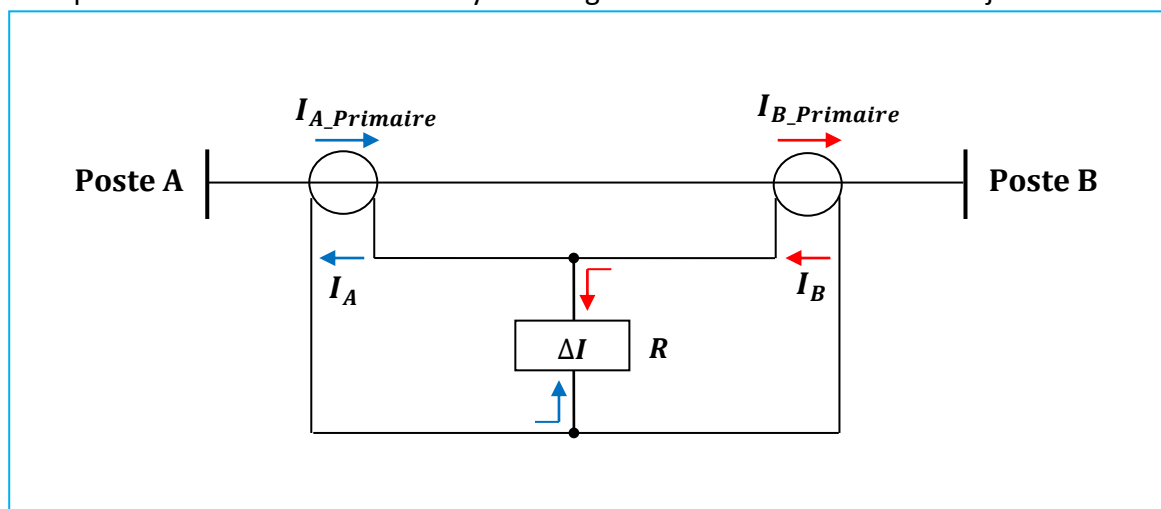 I_A_Primaire
I_B_Primaire
Poste A
Poste B
I_A
I_B
ΔI
R